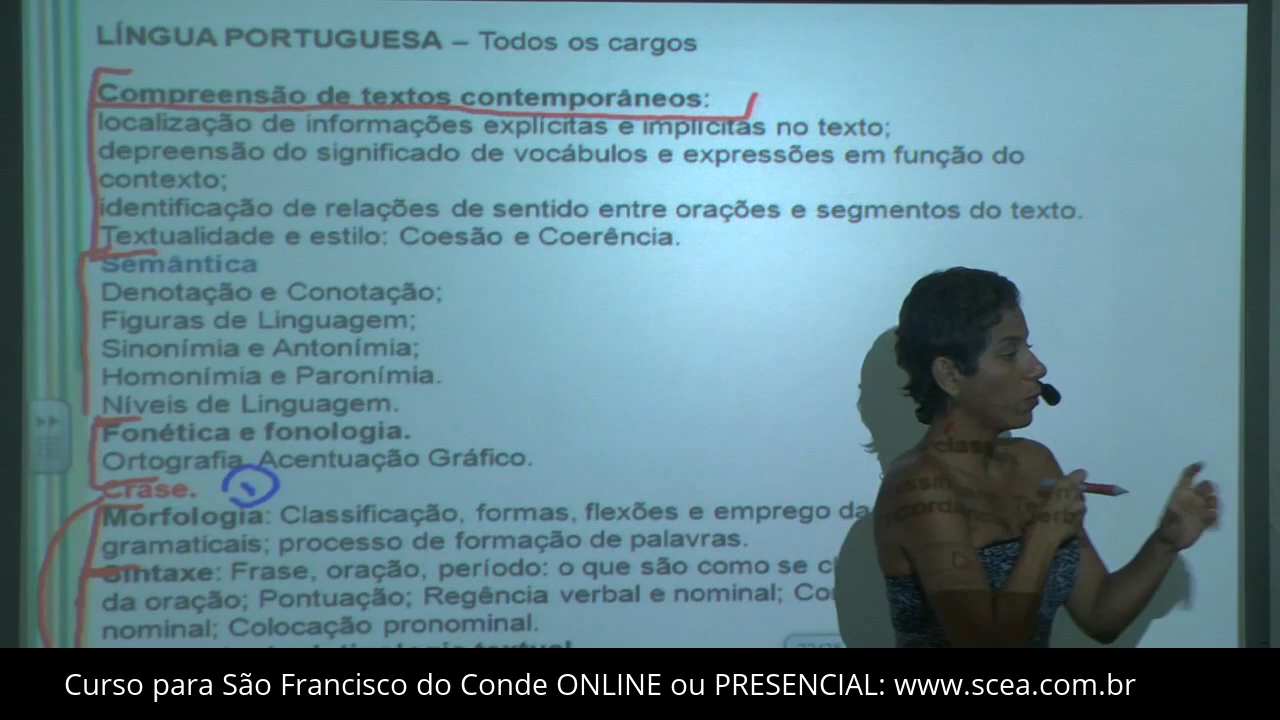 LÍNGUA PORTUGUESA – Todos os cargos
Compreensão de textos contemporâneos:
localização de informações explícitas e implícitas no texto;
depreensão do significado de vocábulos e expressões em função do
contexto;
identificação de relações de sentido entre orações e segmentos do texto.
Textualidade e estilo: Coesão e Coerência.
Semântica
Denotação e Conotação;
Figuras de Linguagem;
Sinonímia e Antonímia;
Homonímia e Paronímia.
Níveis de Linguagem.
Fonética e fonologia.
Ortografia. Acentuação Gráfico.
Crase.
Morfologia: Classificação, formas, flexões e emprego da
gramaticais; processo de formação de palavras.
Sintaxe: Frase, oração, período: o que são como se
da oração; Pontuação; Regência verbal e nominal;
nominal; Colocação pronominal.
Curso para São Francisco do Conde ONLINE ou PRESENCIAL: www.scea.com.br